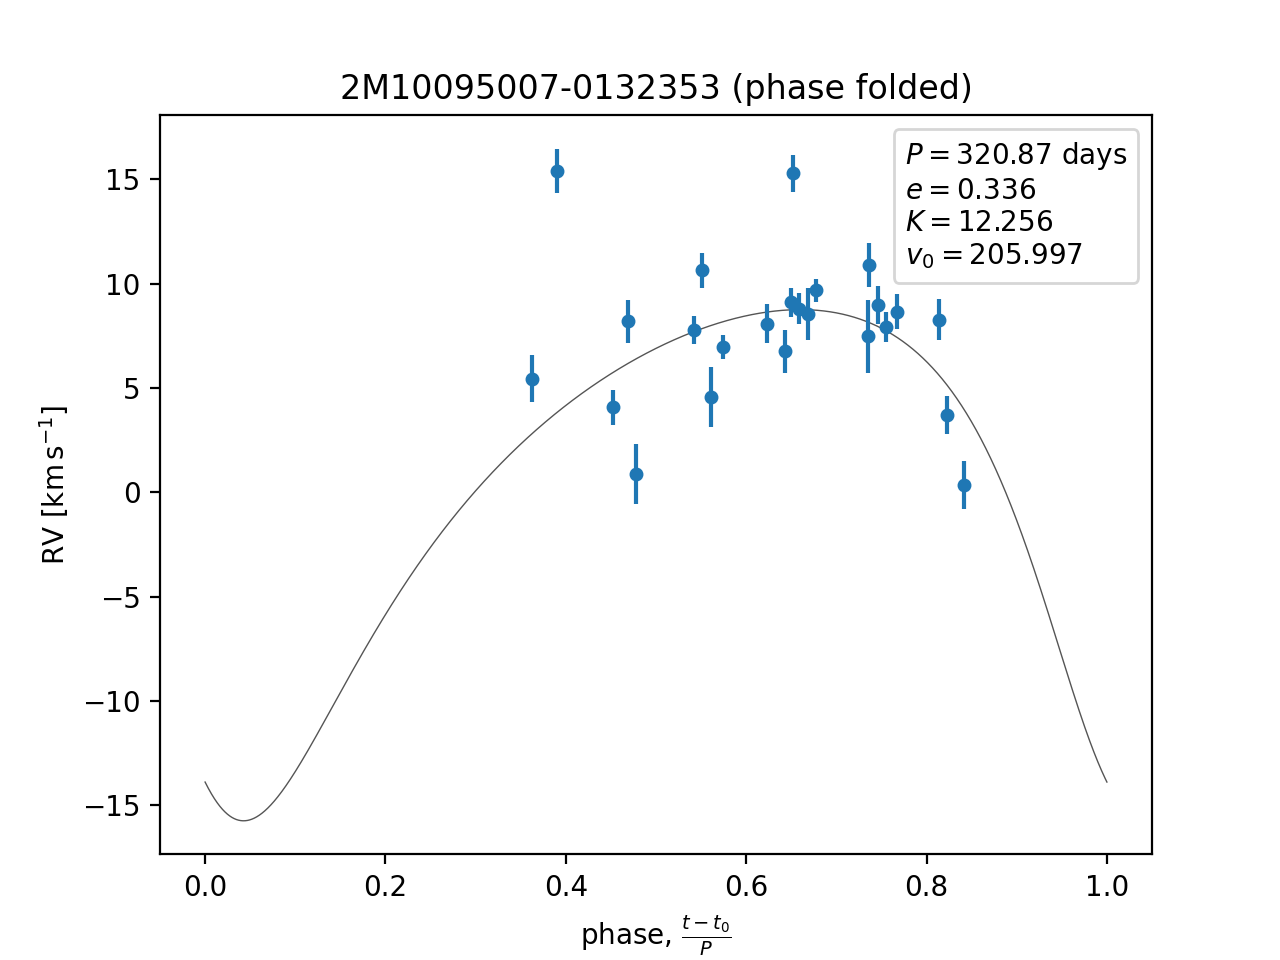 2M10095007-0132353 (phase folded)
P = 320.87 days
e = 0.336
K = 12.256
v₀ = 205.997
RV [km s⁻¹]
15
10
5
0
−5
−10
−15
0.0 0.2 0.4 0.6 0.8 1.0
phase, (t − t₀)/P